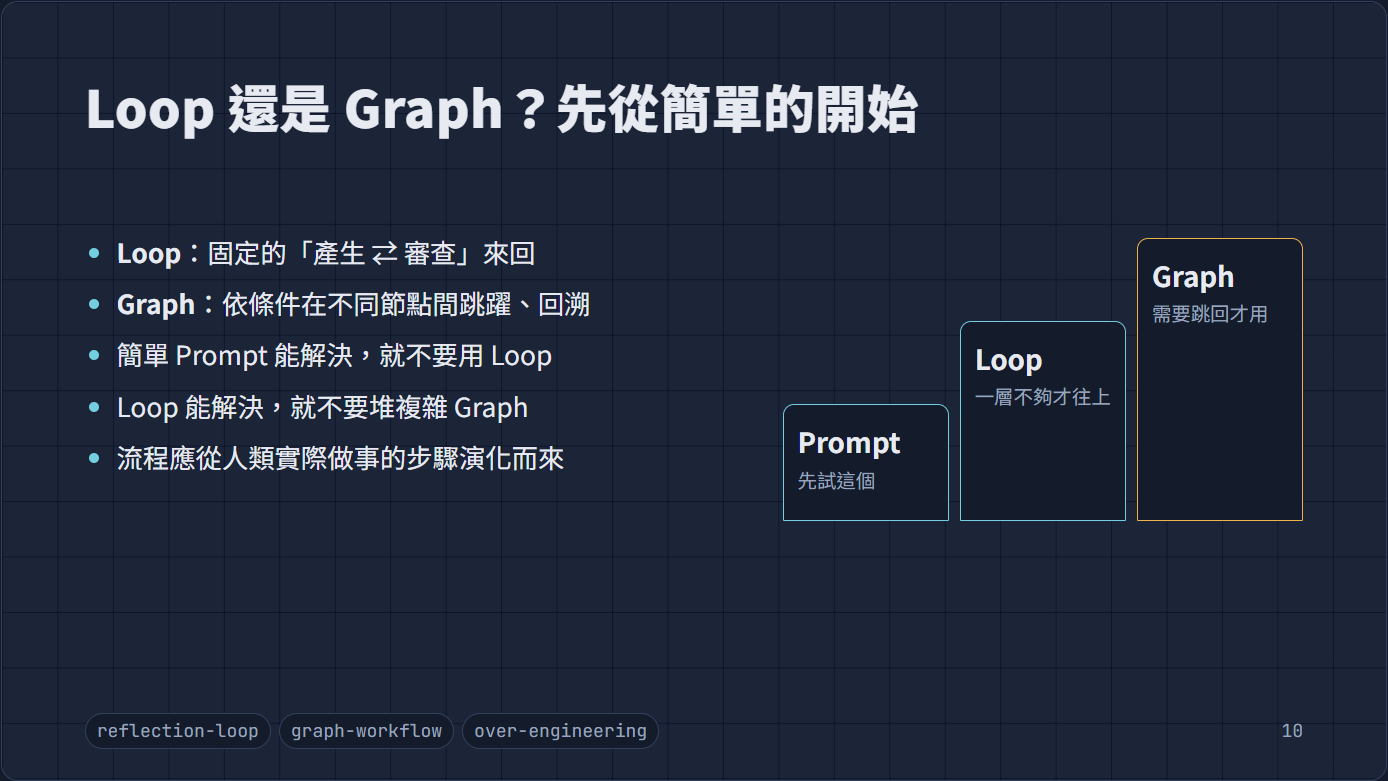 Loop 還是 Graph？先從簡單的開始
Loop：固定的「產生 ⇄ 審查」來回
Graph：依條件在不同節點間跳躍、回溯
簡單 Prompt 能解決，就不要用 Loop
Loop 能解決，就不要堆複雜 Graph
流程應從人類實際做事的步驟演化而來
Prompt
先試這個
Loop
一層不夠才往上
Graph
需要跳回才用
reflection-loop
graph-workflow
over-engineering
10